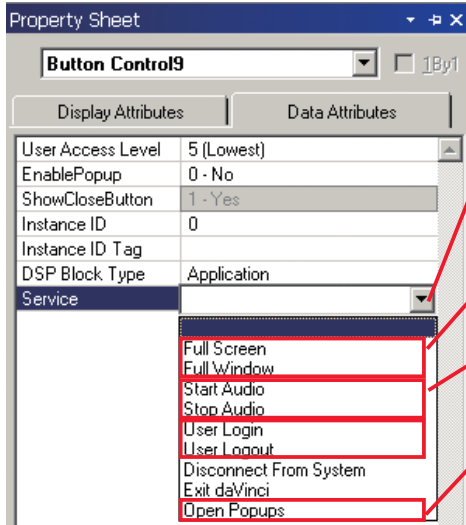 Property Sheet
Button Control9
1By1
Display Attributes Data Attributes
User Access Level 5 (Lowest)
EnablePopup 0 - No
ShowCloseButton 1 - Yes
Instance ID 0
Instance ID Tag
DSP Block Type Application
Service
Full Screen
Full Window
Start Audio
Stop Audio
User Login
User Logout
Disconnect From System
Exit daVinci
Open Popups